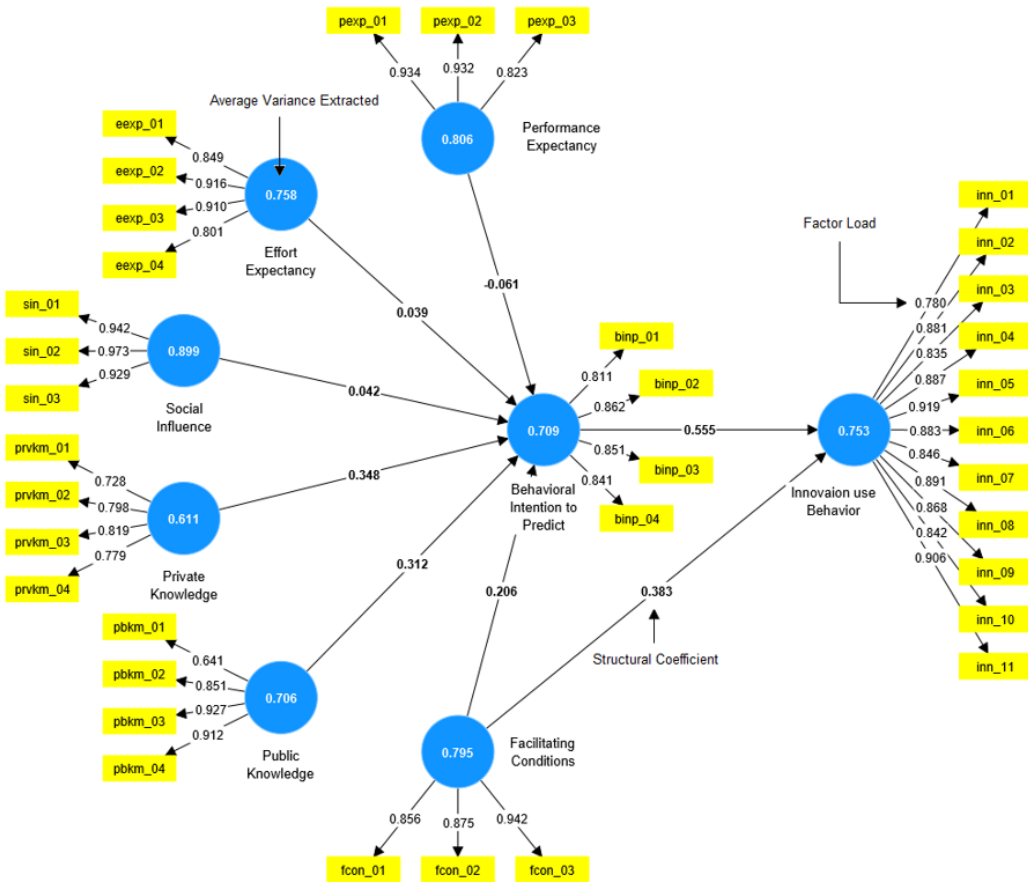 pexp_01
pexp_02
pexp_03
0.934
0.932
0.823
0.806
Performance
Expectancy
Average Variance Extracted
eexp_01
eexp_02
eexp_03
eexp_04
0.849
0.916
0.910
0.801
0.758
Effort
Expectancy
-0.061
0.039
sin_01
sin_02
sin_03
0.942
0.973
0.929
0.899
Social
Influence
0.042
prvkm_01
prvkm_02
prvkm_03
prvkm_04
0.728
0.798
0.819
0.779
0.611
Private
Knowledge
0.348
pbkm_01
pbkm_02
pbkm_03
pbkm_04
0.641
0.851
0.927
0.912
0.706
Public
Knowledge
0.312
binp_01
binp_02
binp_03
binp_04
0.811
0.862
0.851
0.841
0.709
Behavioral
Intention to
Predict
0.555
0.206
0.383
Structural Coefficient
0.795
Facilitating
Conditions
0.856
0.875
0.942
fcon_01
fcon_02
fcon_03
Factor Load
0.753
Innovaion use
Behavior
0.780
0.881
0.835
0.887
0.919
0.883
0.846
0.891
0.868
0.842
0.906
inn_01
inn_02
inn_03
inn_04
inn_05
inn_06
inn_07
inn_08
inn_09
inn_10
inn_11